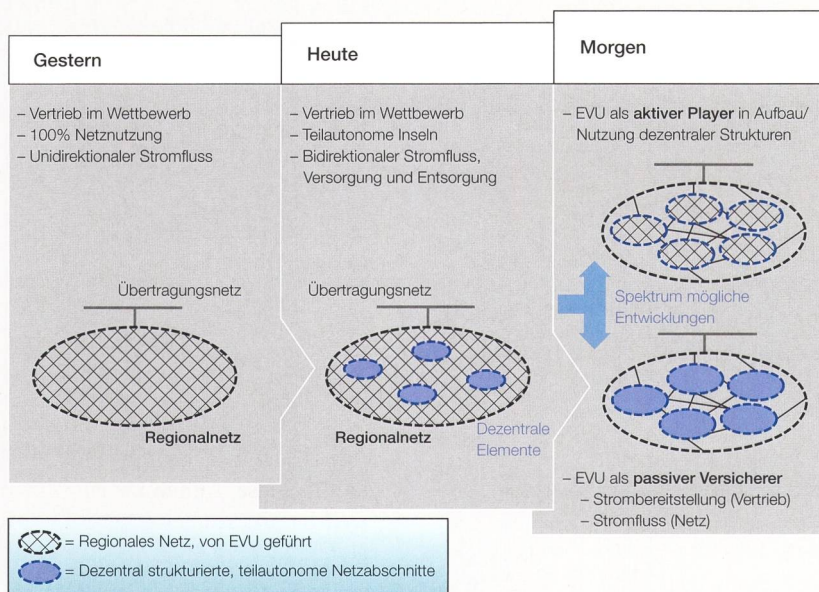 Gestern
– Vertrieb im Wettbewerb
– 100% Netznutzung
– Unidirektionaler Stromfluss
Übertragungsnetz
Regionalnetz
Heute
– Vertrieb im Wettbewerb
– Teilautonome Inseln
– Bidirektionaler Stromfluss,
Versorgung und Entsorgung
Übertragungsnetz
Regionalnetz
Dezentrale
Elemente
Morgen
– EVU als aktiver Player in Aufbau/
Nutzung dezentraler Strukturen
Spektrum mögliche
Entwicklungen
– EVU als passiver Versicherer
– Strombereitstellung (Vertrieb)
– Stromfluss (Netz)
= Regionales Netz, von EVU geführt
= Dezentral strukturierte, teilautonome Netzabschnitte